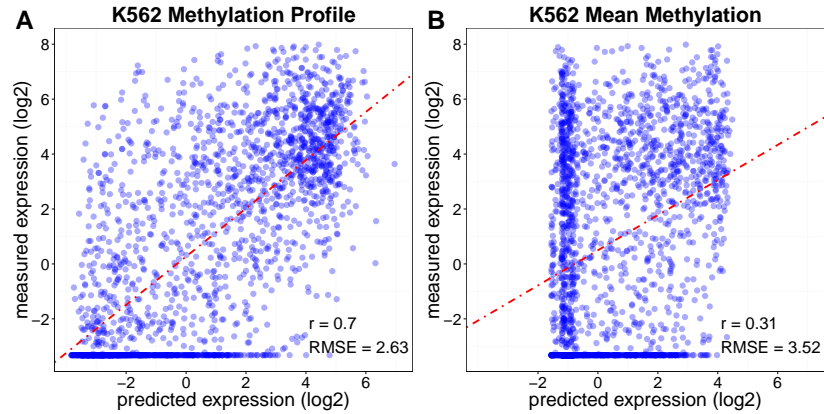 A
K562 Methylation Profile
measured expression (log2)
8
6
4
2
0
−2
r = 0.7
RMSE = 2.63
−2 0 2 4 6
predicted expression (log2)
B
K562 Mean Methylation
measured expression (log2)
8
6
4
2
0
−2
r = 0.31
RMSE = 3.52
−2 0 2 4 6
predicted expression (log2)